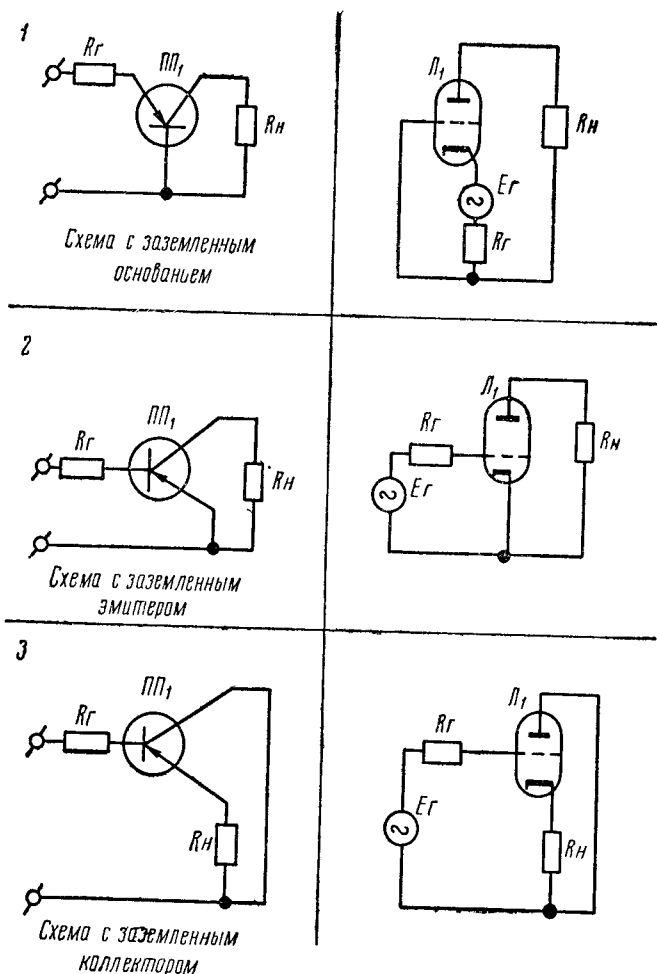 1
Rг
ПП₁
Rн
Схема с заземленным
основанием
Л₁
Rн
Eг
Rг
2
ПП₁
Rг
Rн
Схема с заземленным
эмитером
Л₁
Rг
Rн
Eг
3
ПП₁
Rг
Rн
Схема с заземленным
коллектором
Л₁
Rг
Eг
Rн